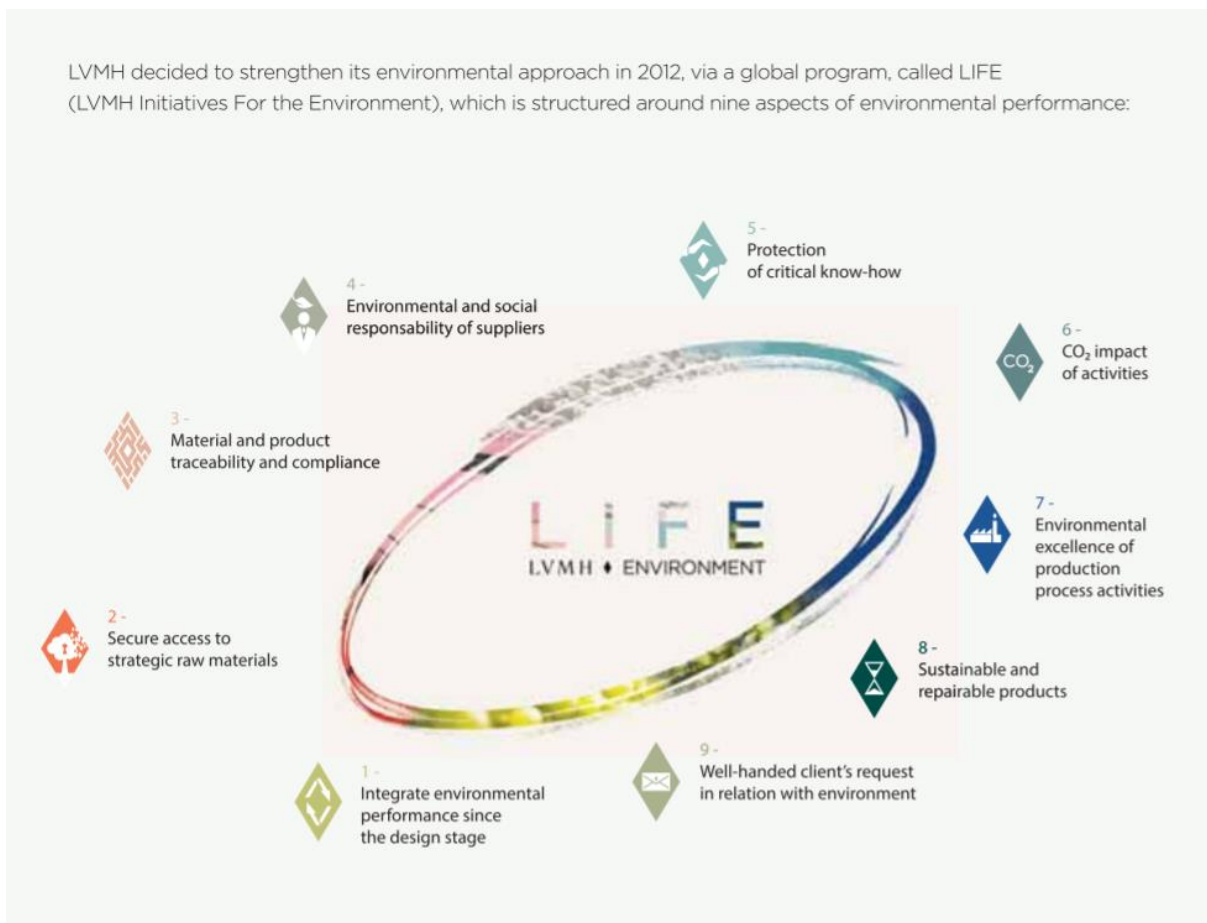 LVMH decided to strengthen its environmental approach in 2012, via a global program, called LIFE
(LVMH Initiatives For the Environment), which is structured around nine aspects of environmental performance:
5 -
Protection
of critical know-how
4 -
Environmental and social
responsability of suppliers
6 -
CO₂
CO₂ impact
of activities
3 -
Material and product
traceability and compliance
LiFE
LVMH ♦ ENVIRONMENT
7 -
Environmental
excellence of
production
process activities
2 -
Secure access to
strategic raw materials
8 -
Sustainable and
repairable products
9 -
Well-handed client’s request
in relation with environment
1 -
Integrate environmental
performance since
the design stage